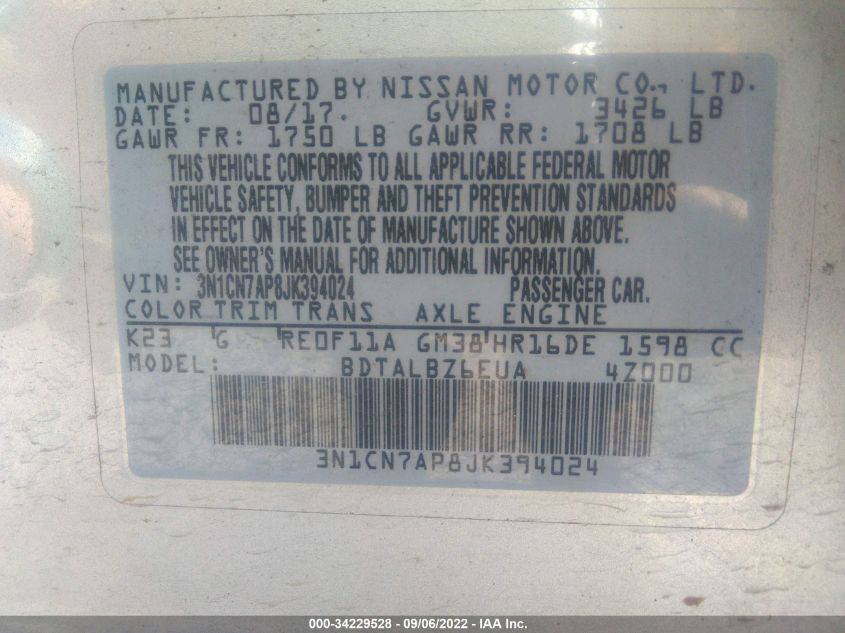 MANUFACTURED BY NISSAN MOTOR CO., LTD.
DATE: 08/17. GVWR: 3426 LB
GAWR FR: 1750 LB GAWR RR: 1708 LB
THIS VEHICLE CONFORMS TO ALL APPLICABLE FEDERAL MOTOR
VEHICLE SAFETY, BUMPER AND THEFT PREVENTION STANDARDS
IN EFFECT ON THE DATE OF MANUFACTURE SHOWN ABOVE.
SEE OWNER'S MANUAL FOR ADDITIONAL INFORMATION.
VIN: 3N1CN7AP8JK394024 PASSENGER CAR.
COLOR TRIM TRANS AXLE ENGINE
K23 G RE0F11A GM38 HR16DE 1598 CC
MODEL: BDTALBZ6EUA 4Z000
3N1CN7AP8JK394024
000-34229528 - 09/06/2022 - IAA Inc.